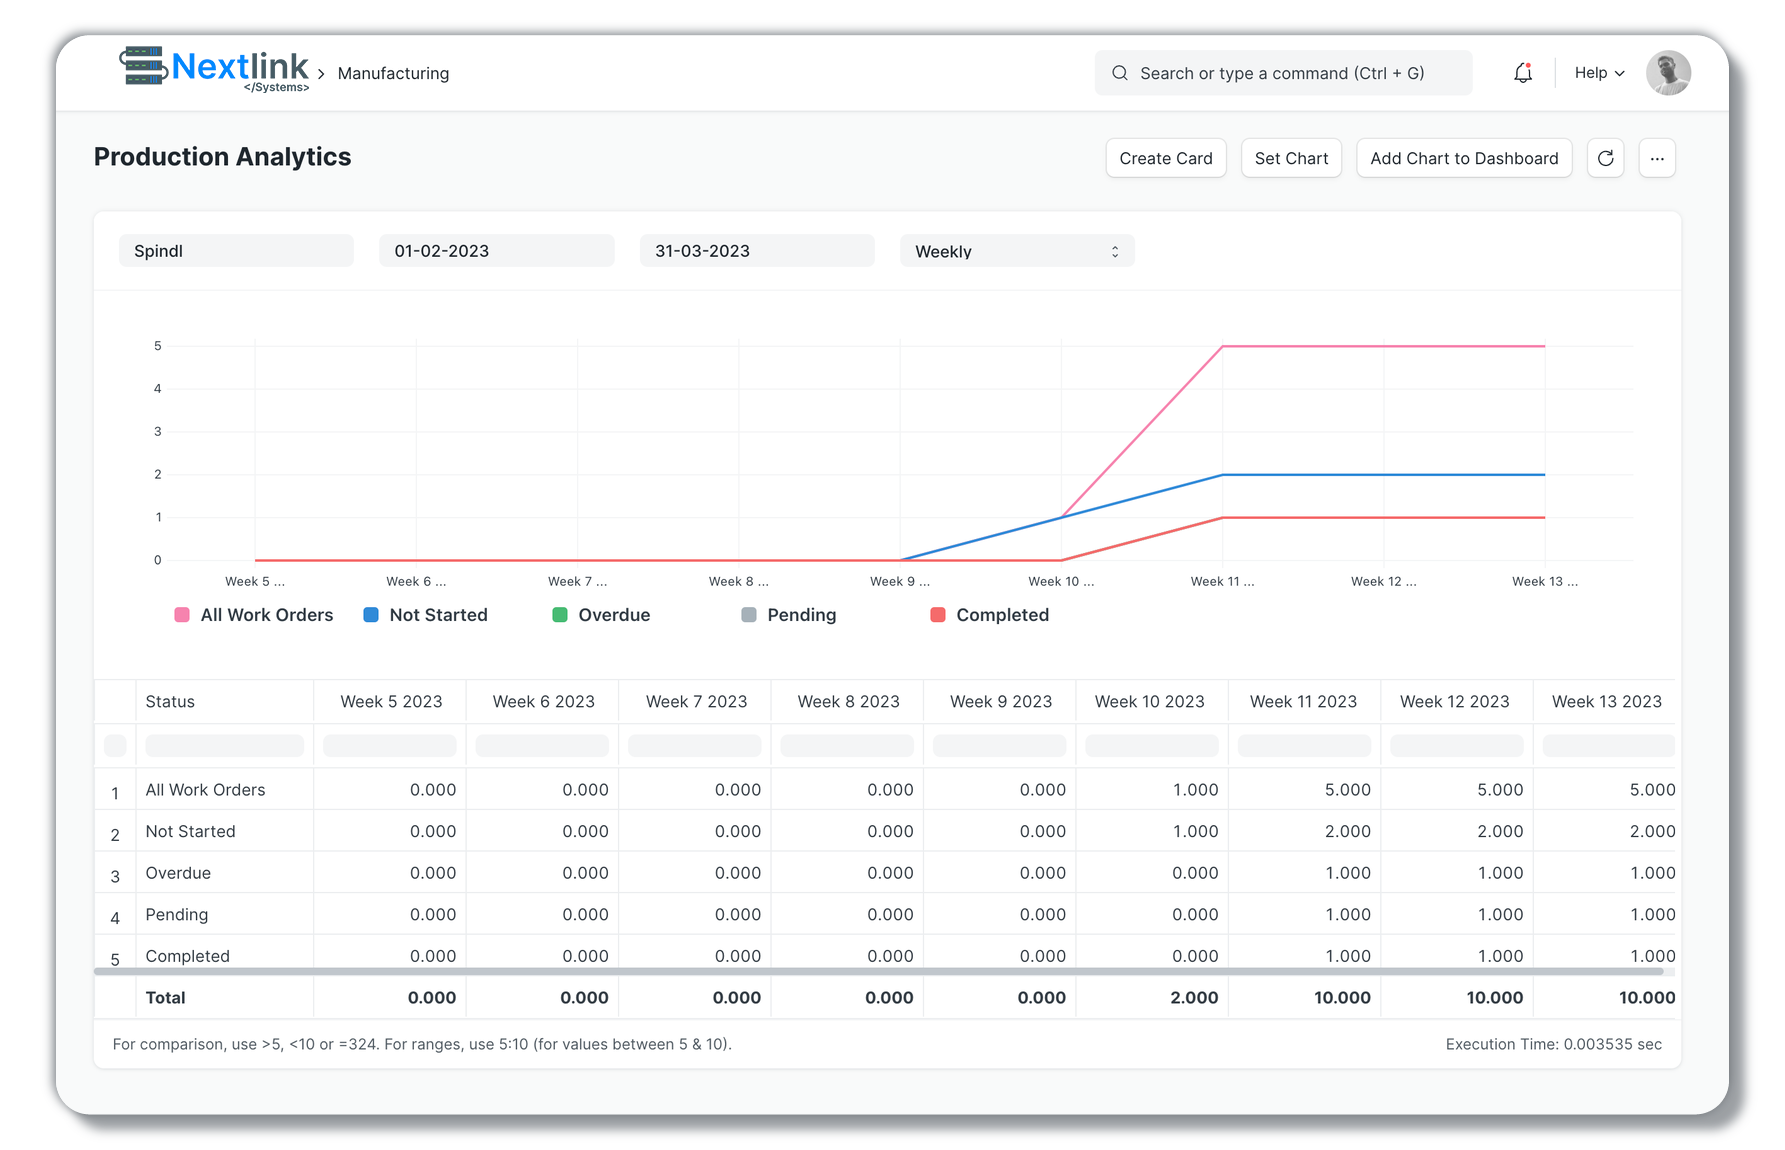 Nextlink
</Systems>
Manufacturing
Search or type a command (Ctrl + G)
Help
Production Analytics
Create Card
Set Chart
Add Chart to Dashboard
...
Spindl
01-02-2023
31-03-2023
Weekly
5
4
3
2
1
0
Week 5 ... Week 6 ... Week 7 ... Week 8 ... Week 9 ... Week 10 ... Week 11 ... Week 12 ... Week 13 ...
All Work Orders Not Started Overdue Pending Completed
Status Week 5 2023 Week 6 2023 Week 7 2023 Week 8 2023 Week 9 2023 Week 10 2023 Week 11 2023 Week 12 2023 Week 13 2023
1 All Work Orders 0.000 0.000 0.000 0.000 0.000 1.000 5.000 5.000 5.000
2 Not Started 0.000 0.000 0.000 0.000 0.000 1.000 2.000 2.000 2.000
3 Overdue 0.000 0.000 0.000 0.000 0.000 0.000 1.000 1.000 1.000
4 Pending 0.000 0.000 0.000 0.000 0.000 0.000 1.000 1.000 1.000
5 Completed 0.000 0.000 0.000 0.000 0.000 0.000 1.000 1.000 1.000
Total 0.000 0.000 0.000 0.000 0.000 2.000 10.000 10.000 10.000
For comparison, use >5, <10 or =324. For ranges, use 5:10 (for values between 5 & 10).
Execution Time: 0.003535 sec